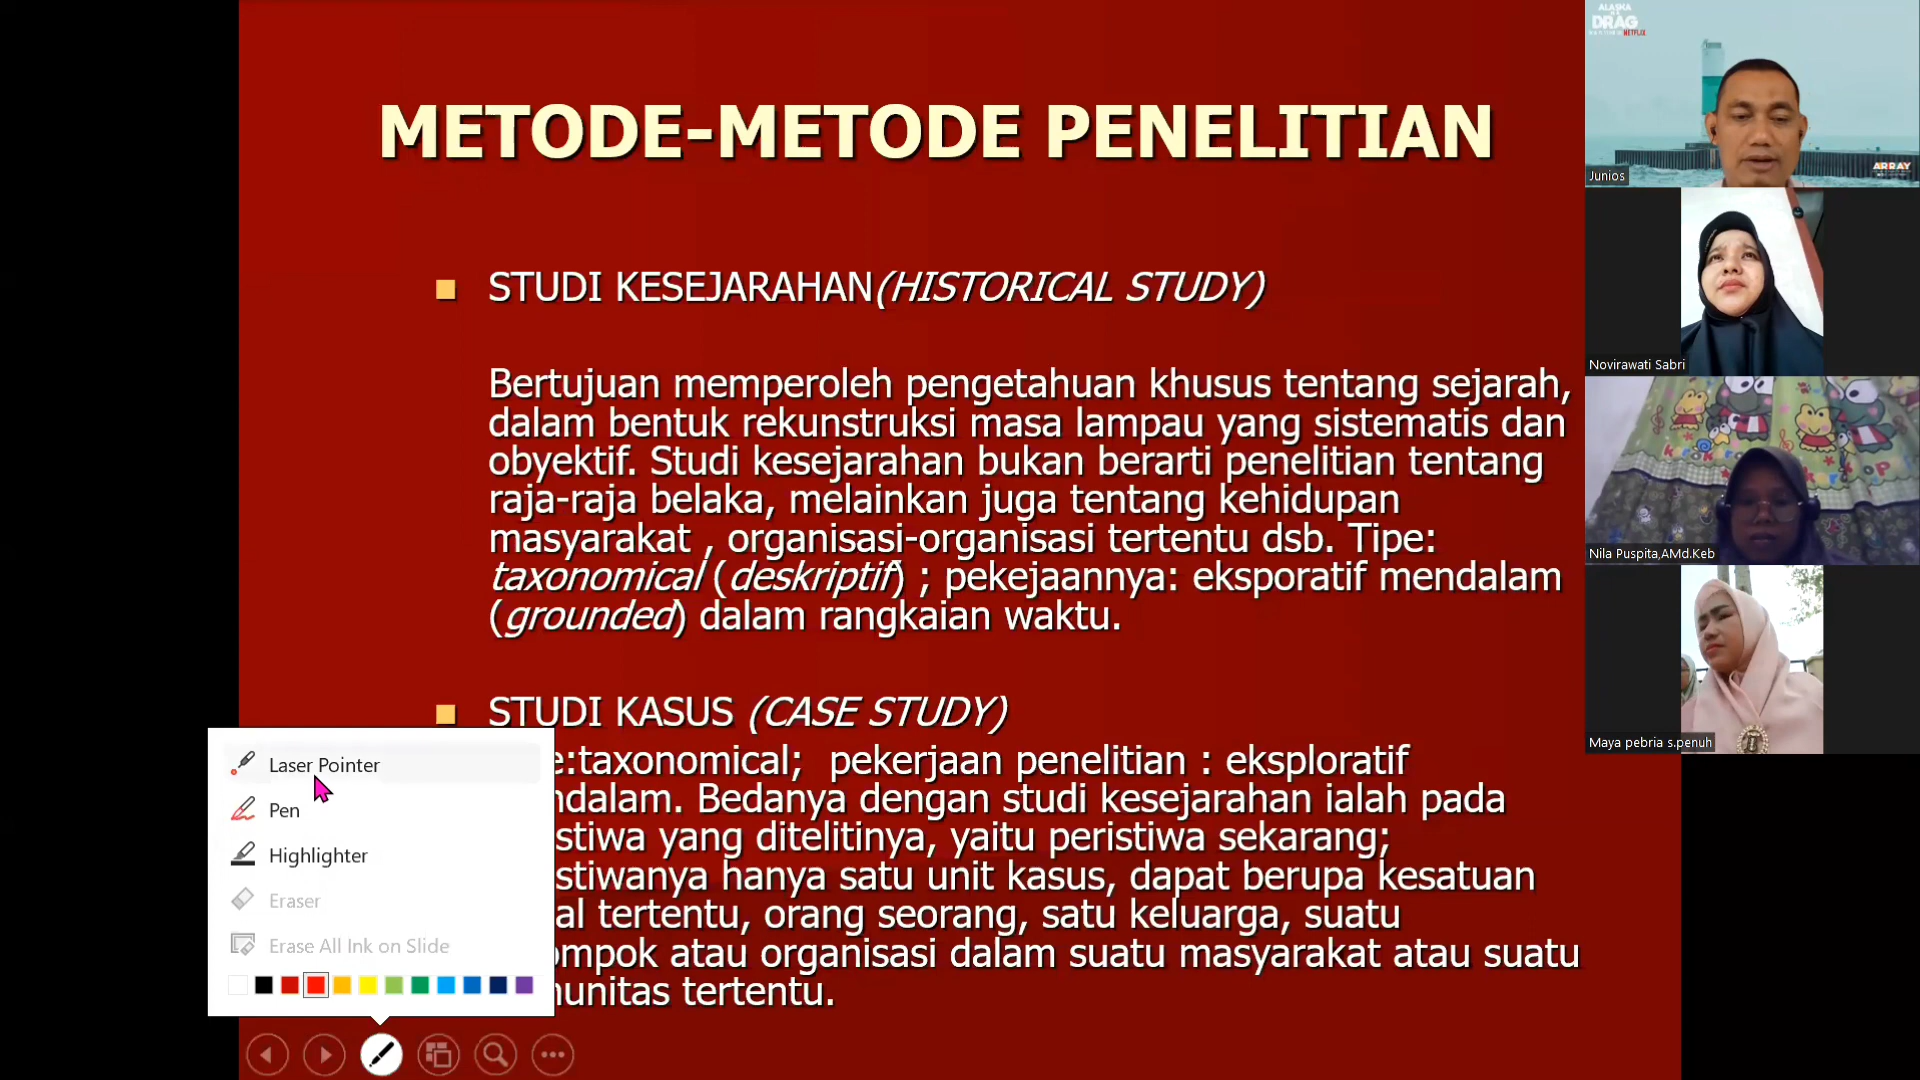 METODE-METODE PENELITIAN
STUDI KESEJARAHAN(HISTORICAL STUDY)
Bertujuan memperoleh pengetahuan khusus tentang sejarah,
dalam bentuk rekunstruksi masa lampau yang sistematis dan
obyektif. Studi kesejarahan bukan berarti penelitian tentang
raja-raja belaka, melainkan juga tentang kehidupan
masyarakat , organisasi-organisasi tertentu dsb. Tipe:
taxonomical (deskriptif) ; pekejaannya: eksporatif mendalam
(grounded) dalam rangkaian waktu.
STUDI KASUS (CASE STUDY)
e:taxonomical; pekerjaan penelitian : eksploratif
ndalam. Bedanya dengan studi kesejarahan ialah pada
stiwa yang ditelitinya, yaitu peristiwa sekarang;
stiwanya hanya satu unit kasus, dapat berupa kesatuan
al tertentu, orang seorang, satu keluarga, suatu
ompok atau organisasi dalam suatu masyarakat atau suatu
unitas tertentu.
Laser Pointer
Pen
Highlighter
Eraser
Erase All Ink on Slide
ALASKA
DRAG
NETFLIX
ARRAY
Junios
Novirawati Sabri
Nila Puspita,AMd.Keb
Maya pebria s.penuh